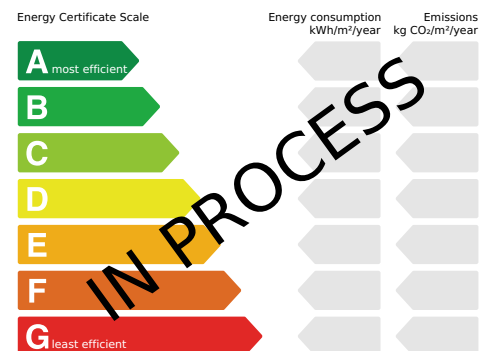 Energy Certificate Scale
Energy consumption
kWh/m²/year
Emissions
kg CO₂/m²/year
A most efficient
B
C
D
E
F
G least efficient
IN PROCESS